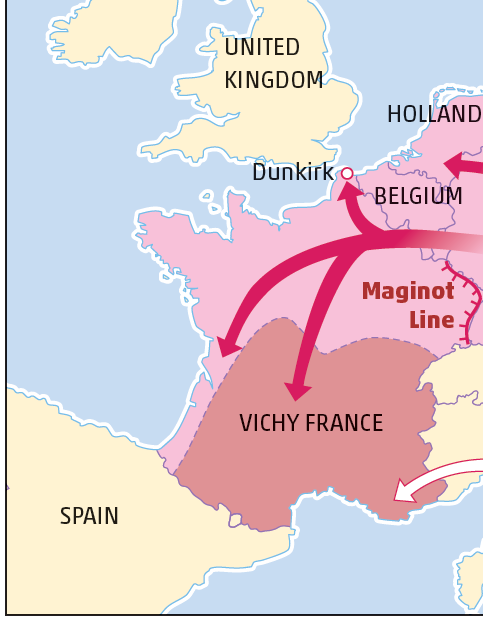 UNITED
KINGDOM
HOLLAND
Dunkirk
BELGIUM
Maginot
Line
VICHY FRANCE
SPAIN